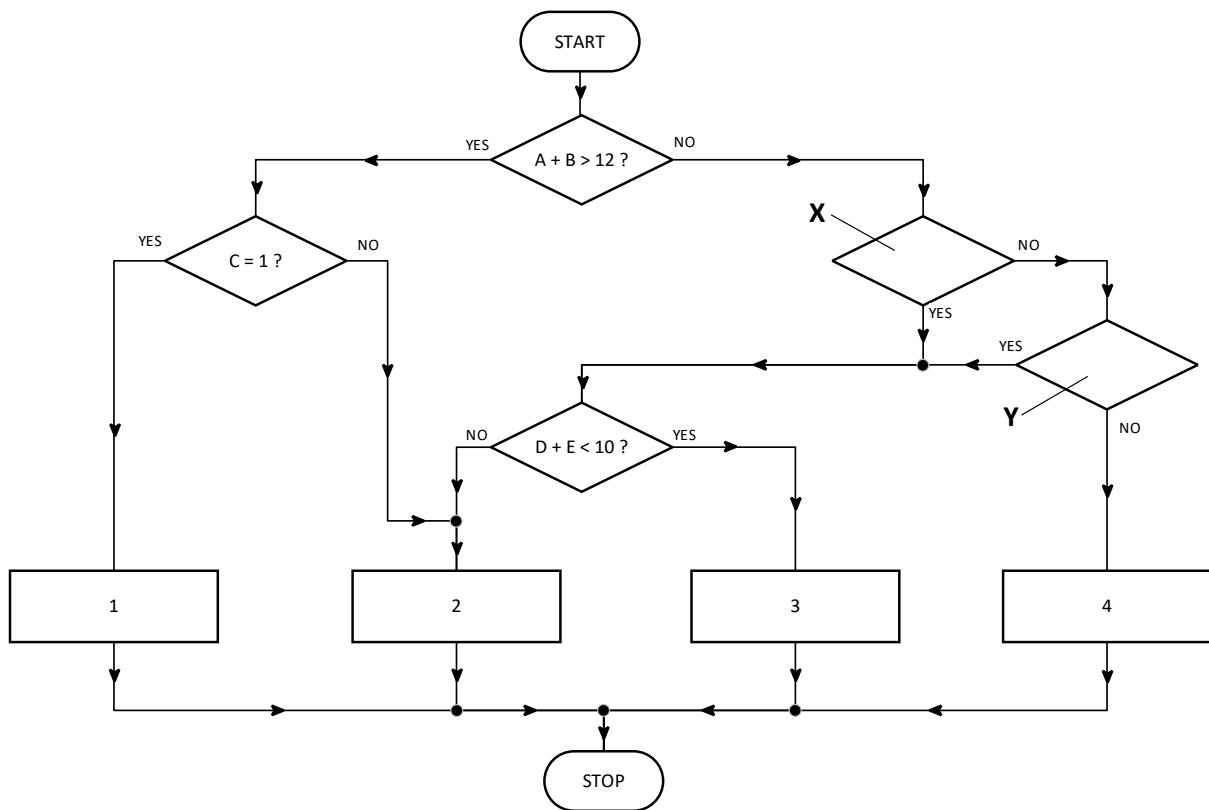 START
YES
A + B > 12 ?
NO
X
YES
C = 1 ?
NO
NO
YES
YES
Y
NO
NO
D + E < 10 ?
YES
1
2
3
4
STOP